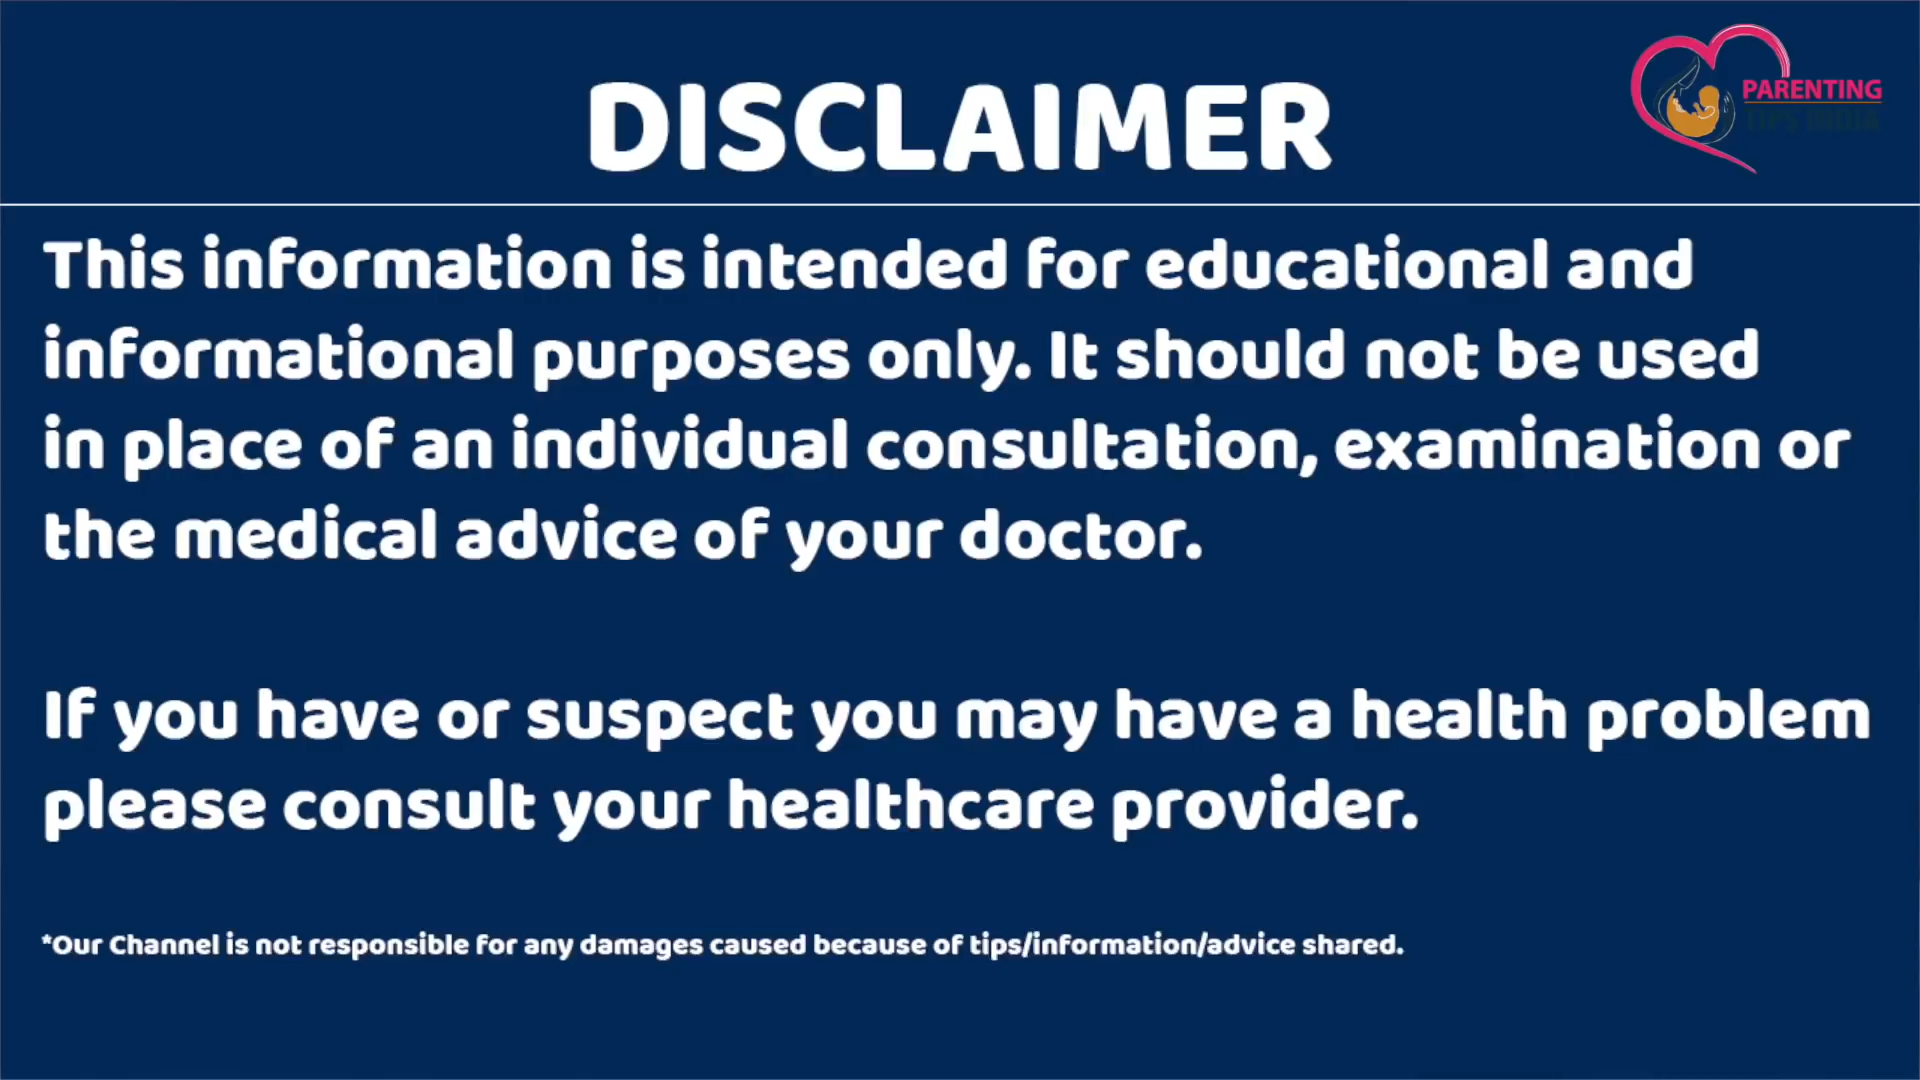 DISCLAIMER
PARENTING
TIPS INDIA
This information is intended for educational and
informational purposes only. It should not be used
in place of an individual consultation, examination or
the medical advice of your doctor.
If you have or suspect you may have a health problem
please consult your healthcare provider.
*Our Channel is not responsible for any damages caused because of tips/information/advice shared.